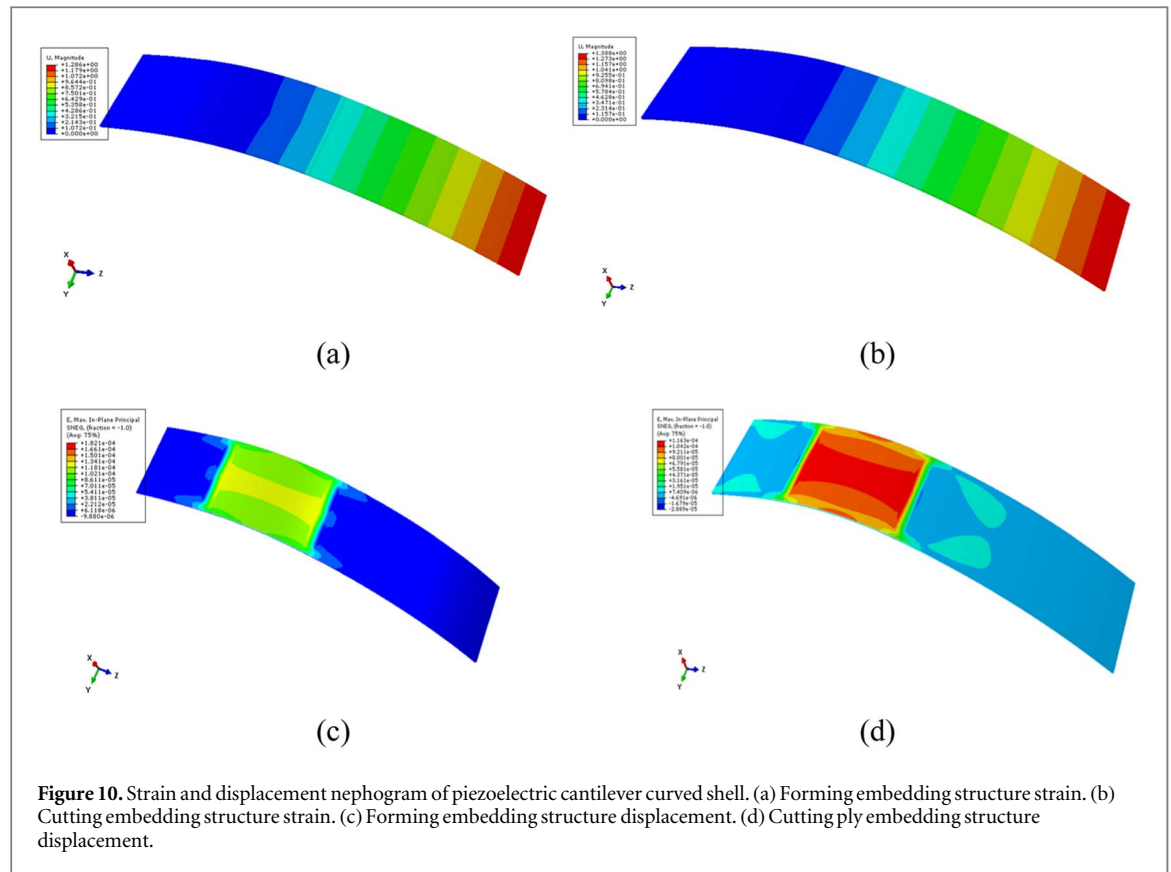 U, Magnitude
+1.286e+00
+1.179e+00
+1.072e+00
+9.644e-01
+8.572e-01
+7.501e-01
+6.429e-01
+5.358e-01
+4.286e-01
+3.215e-01
+2.143e-01
+1.072e-01
+0.000e+00
X
Z
Y
(a)
U, Magnitude
+1.388e+00
+1.273e+00
+1.157e+00
+1.041e+00
+9.255e-01
+8.098e-01
+6.941e-01
+5.784e-01
+4.628e-01
+3.471e-01
+2.314e-01
+1.157e-01
+0.000e+00
X
Z
Y
(b)
E, Max. In-Plane Principal
SNEG, (fraction = -1.0)
(Avg: 75%)
+1.821e-04
+1.661e-04
+1.501e-04
+1.341e-04
+1.181e-04
+1.021e-04
+8.611e-05
+7.011e-05
+5.411e-05
+3.811e-05
+2.212e-05
+6.118e-06
-9.880e-06
X
Z
Y
(c)
E, Max. In-Plane Principal
SNEG, (fraction = -1.0)
(Avg: 75%)
+1.163e-04
+1.042e-04
+9.211e-05
+8.001e-05
+6.791e-05
+5.581e-05
+4.371e-05
+3.161e-05
+1.951e-05
+7.409e-06
-4.691e-06
-1.679e-05
-2.889e-05
X
Z
Y
(d)
Figure 10. Strain and displacement nephogram of piezoelectric cantilever curved shell. (a) Forming embedding structure strain. (b)
Cutting embedding structure strain. (c) Forming embedding structure displacement. (d) Cutting ply embedding structure
displacement.